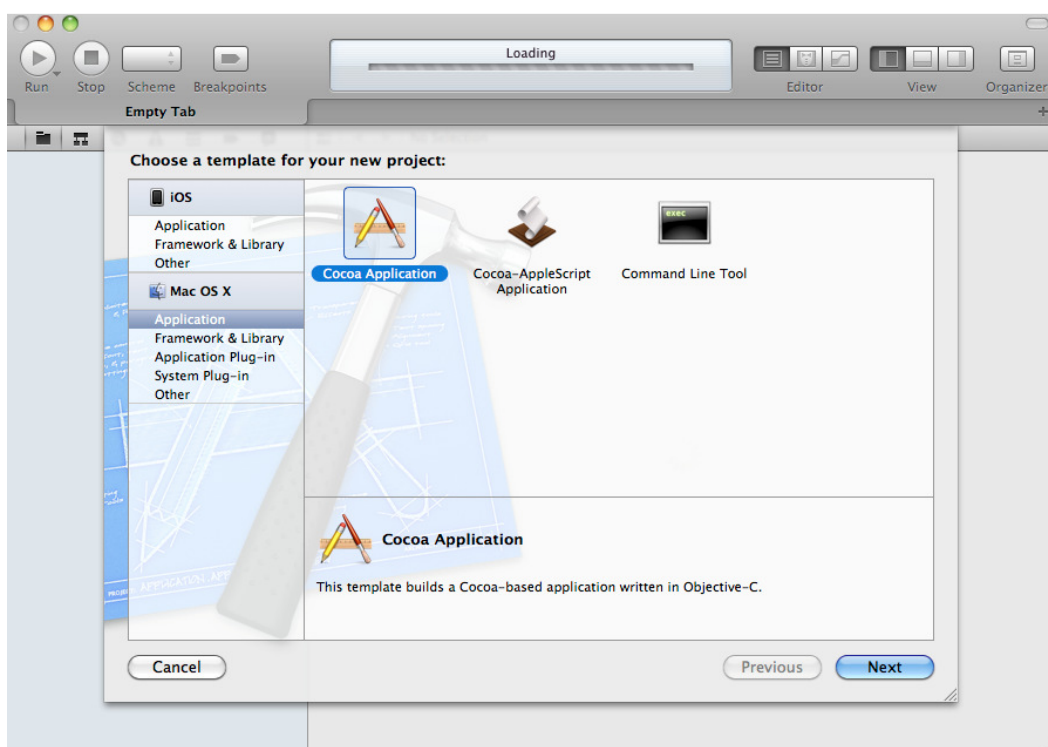 Loading
Run Stop Scheme Breakpoints Editor View Organizer
Empty Tab
Choose a template for your new project:
iOS
Application
Framework & Library
Other
Mac OS X
Application
Framework & Library
Application Plug-in
System Plug-in
Other
exec
Cocoa Application
Cocoa-AppleScript
Application
Command Line Tool
Cocoa Application
This template builds a Cocoa-based application written in Objective-C.
Cancel
Previous
Next